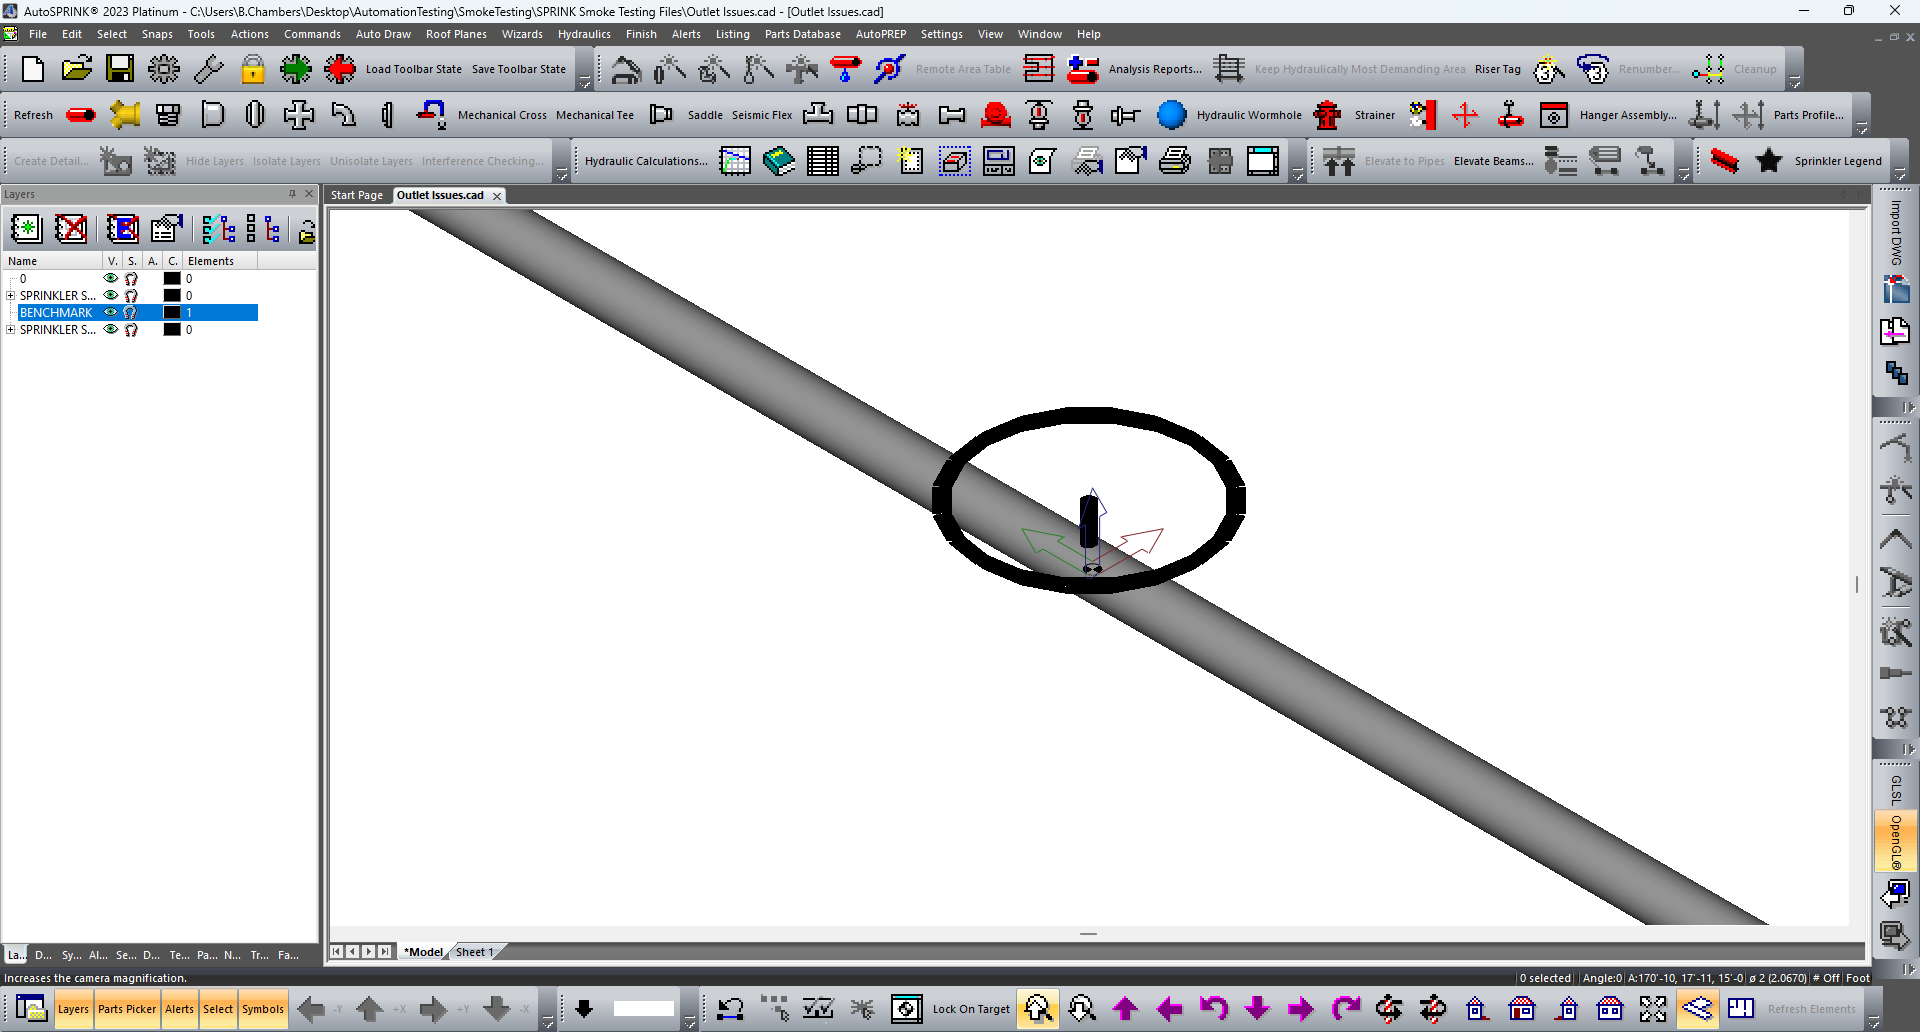 AutoSPRINK® 2023 Platinum - C:\Users\B.Chambers\Desktop\AutomationTesting\SmokeTesting\SPRINK Smoke Testing Files\Outlet Issues.cad - [Outlet Issues.cad]
File Edit Select Snaps Tools Actions Commands Auto Draw Roof Planes Wizards Hydraulics Finish Alerts Listing Parts Database AutoPREP Settings View Window Help
Load Toolbar State Save Toolbar State Remote Area Table Analysis Reports... Keep Hydraulically Most Demanding Area Riser Tag Renumber... Cleanup
Refresh Mechanical Cross Mechanical Tee Saddle Seismic Flex Hydraulic Wormhole Strainer Hanger Assembly... Parts Profile...
Create Detail... Hide Layers Isolate Layers Unisolate Layers Interference Checking... Hydraulic Calculations... Elevate to Pipes Elevate Beams... Sprinkler Legend
Layers
Start Page Outlet Issues.cad
Import DWG
Name V. S. A. C. Elements
0 0
SPRINKLER S... 0
BENCHMARK 1
SPRINKLER S... 0
GLSL
OpenGL®
La... D... Sy... Al... Se... D... Te... Pa... N... Tr... Fa...
*Model Sheet 1
Increases the camera magnification. 0 selected Angle:0 A:170'-10, 17'-11, 15'-0 ø 2 (2.0670) # Off Foot
Layers Parts Picker Alerts Select Symbols -Y +X +Y -X Lock On Target Refresh Elements